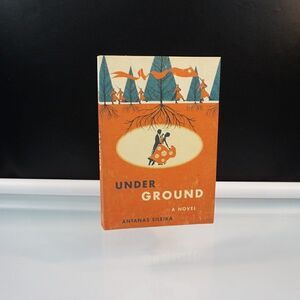 UNDER
GROUND
A NOVEL
ANTANAS SILEIKA